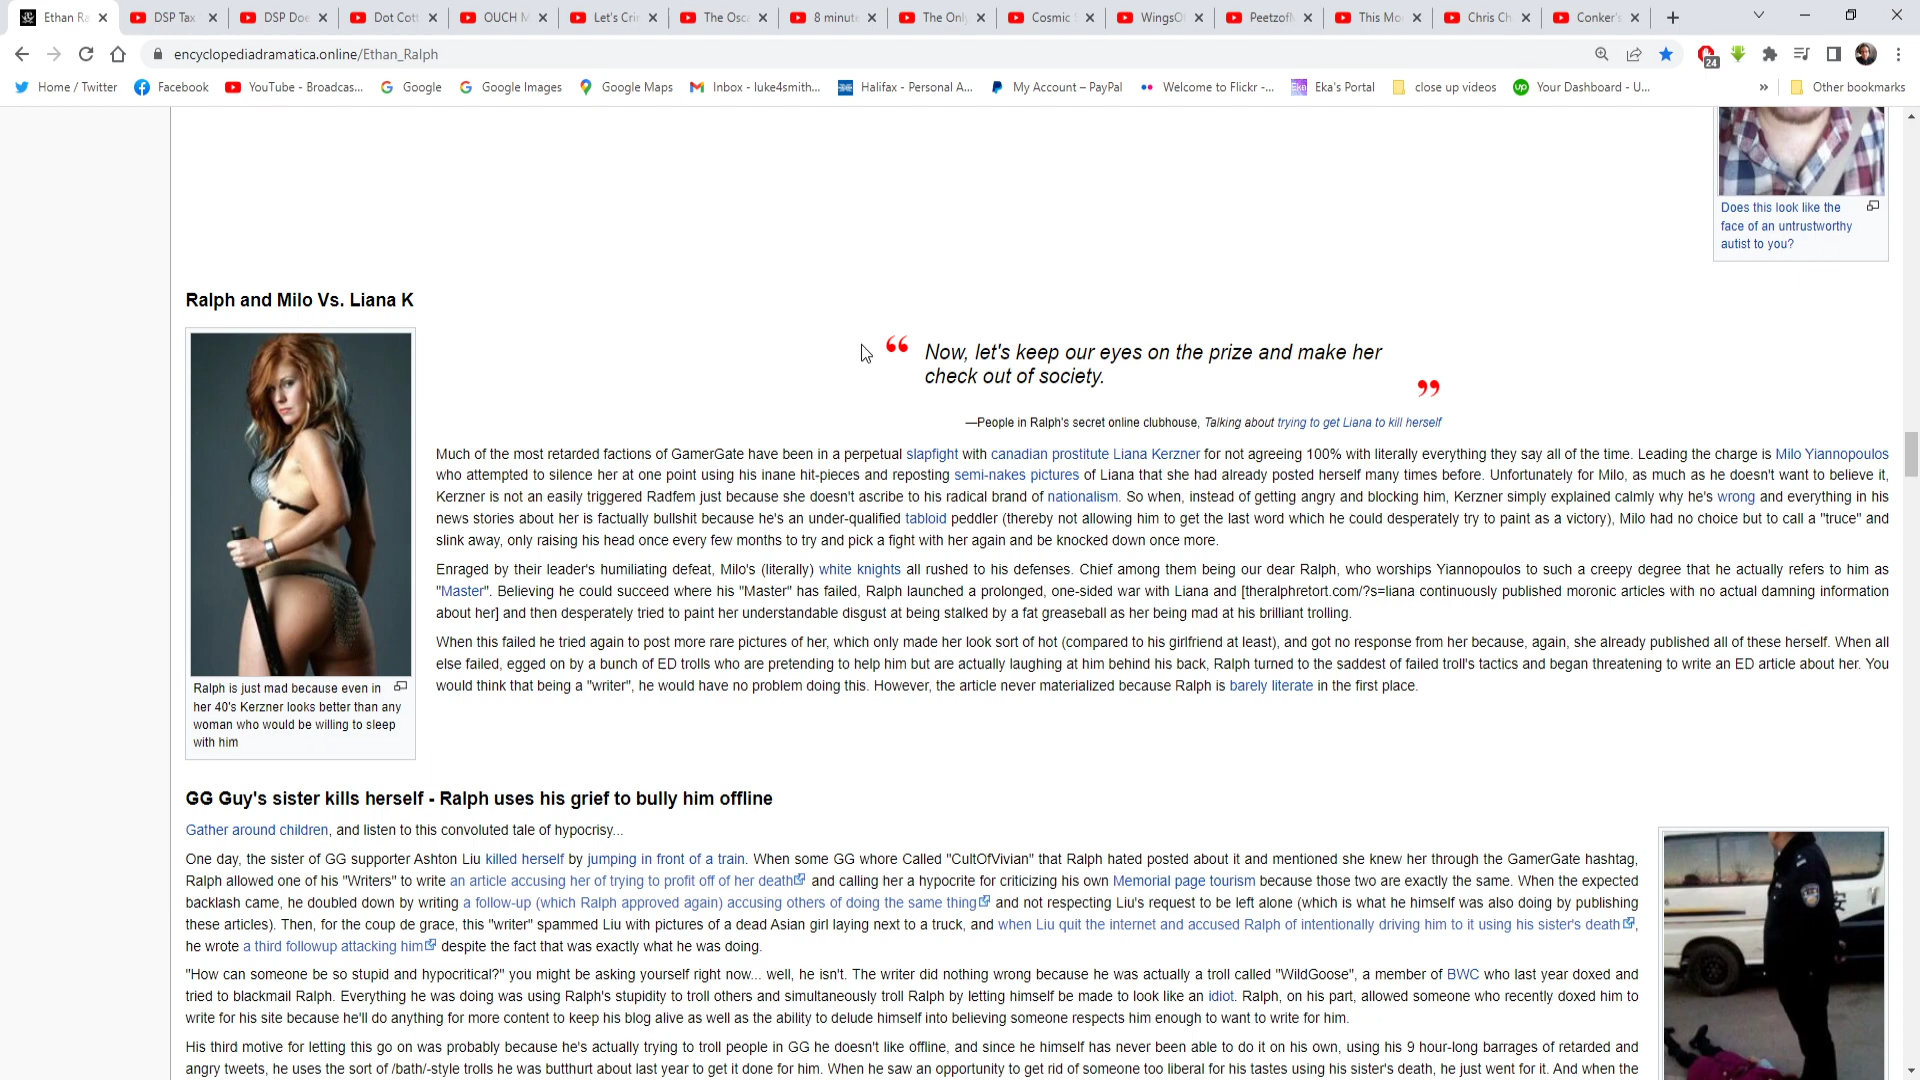 Ethan Ra
DSP Tax
DSP Doe
Dot Cott
OUCH M
Let's Cri
The Osca
8 minute
The Only
Cosmic S
WingsOf
PeetzofM
This Mo
Chris Ch
Conker's
encyclopediadramatica.online/Ethan_Ralph
24
Home / Twitter
Facebook
YouTube - Broadcas...
Google
Google Images
Google Maps
Inbox - luke4smith...
Halifax - Personal A...
My Account – PayPal
Welcome to Flickr -...
Eka's Portal
close up videos
Your Dashboard - U...
»
Other bookmarks
Does this look like the
face of an untrustworthy
autist to you?
Ralph and Milo Vs. Liana K
“ Now, let's keep our eyes on the prize and make her
check out of society. ”
—People in Ralph's secret online clubhouse, Talking about trying to get Liana to kill herself
Much of the most retarded factions of GamerGate have been in a perpetual slapfight with canadian prostitute Liana Kerzner for not agreeing 100% with literally everything they say all of the time. Leading the charge is Milo Yiannopoulos
who attempted to silence her at one point using his inane hit-pieces and reposting semi-nakes pictures of Liana that she had already posted herself many times before. Unfortunately for Milo, as much as he doesn't want to believe it,
Kerzner is not an easily triggered Radfem just because she doesn't ascribe to his radical brand of nationalism. So when, instead of getting angry and blocking him, Kerzner simply explained calmly why he's wrong and everything in his
news stories about her is factually bullshit because he's an under-qualified tabloid peddler (thereby not allowing him to get the last word which he could desperately try to paint as a victory), Milo had no choice but to call a "truce" and
slink away, only raising his head once every few months to try and pick a fight with her again and be knocked down once more.
Enraged by their leader's humiliating defeat, Milo's (literally) white knights all rushed to his defenses. Chief among them being our dear Ralph, who worships Yiannopoulos to such a creepy degree that he actually refers to him as
"Master". Believing he could succeed where his "Master" has failed, Ralph launched a prolonged, one-sided war with Liana and [theralphretort.com/?s=liana continuously published moronic articles with no actual damning information
about her] and then desperately tried to paint her understandable disgust at being stalked by a fat greaseball as her being mad at his brilliant trolling.
When this failed he tried again to post more rare pictures of her, which only made her look sort of hot (compared to his girlfriend at least), and got no response from her because, again, she already published all of these herself. When all
else failed, egged on by a bunch of ED trolls who are pretending to help him but are actually laughing at him behind his back, Ralph turned to the saddest of failed troll's tactics and began threatening to write an ED article about her. You
would think that being a "writer", he would have no problem doing this. However, the article never materialized because Ralph is barely literate in the first place.
Ralph is just mad because even in
her 40's Kerzner looks better than any
woman who would be willing to sleep
with him
GG Guy's sister kills herself - Ralph uses his grief to bully him offline
Gather around children, and listen to this convoluted tale of hypocrisy...
One day, the sister of GG supporter Ashton Liu killed herself by jumping in front of a train. When some GG whore Called "CultOfVivian" that Ralph hated posted about it and mentioned she knew her through the GamerGate hashtag,
Ralph allowed one of his "Writers" to write an article accusing her of trying to profit off of her death and calling her a hypocrite for criticizing his own Memorial page tourism because those two are exactly the same. When the expected
backlash came, he doubled down by writing a follow-up (which Ralph approved again) accusing others of doing the same thing and not respecting Liu's request to be left alone (which is what he himself was also doing by publishing
these articles). Then, for the coup de grace, this "writer" spammed Liu with pictures of a dead Asian girl laying next to a truck, and when Liu quit the internet and accused Ralph of intentionally driving him to it using his sister's death,
he wrote a third followup attacking him despite the fact that was exactly what he was doing.
"How can someone be so stupid and hypocritical?" you might be asking yourself right now... well, he isn't. The writer did nothing wrong because he was actually a troll called "WildGoose", a member of BWC who last year doxed and
tried to blackmail Ralph. Everything he was doing was using Ralph's stupidity to troll others and simultaneously troll Ralph by letting himself be made to look like an idiot. Ralph, on his part, allowed someone who recently doxed him to
write for his site because he'll do anything for more content to keep his blog alive as well as the ability to delude himself into believing someone respects him enough to want to write for him.
His third motive for letting this go on was probably because he's actually trying to troll people in GG he doesn't like offline, and since he himself has never been able to do it on his own, using his 9 hour-long barrages of retarded and
angry tweets, he uses the sort of /bath/-style trolls he was butthurt about last year to get it done for him. When he saw an opportunity to get rid of someone too liberal for his tastes using his sister's death, he just went for it. And when the